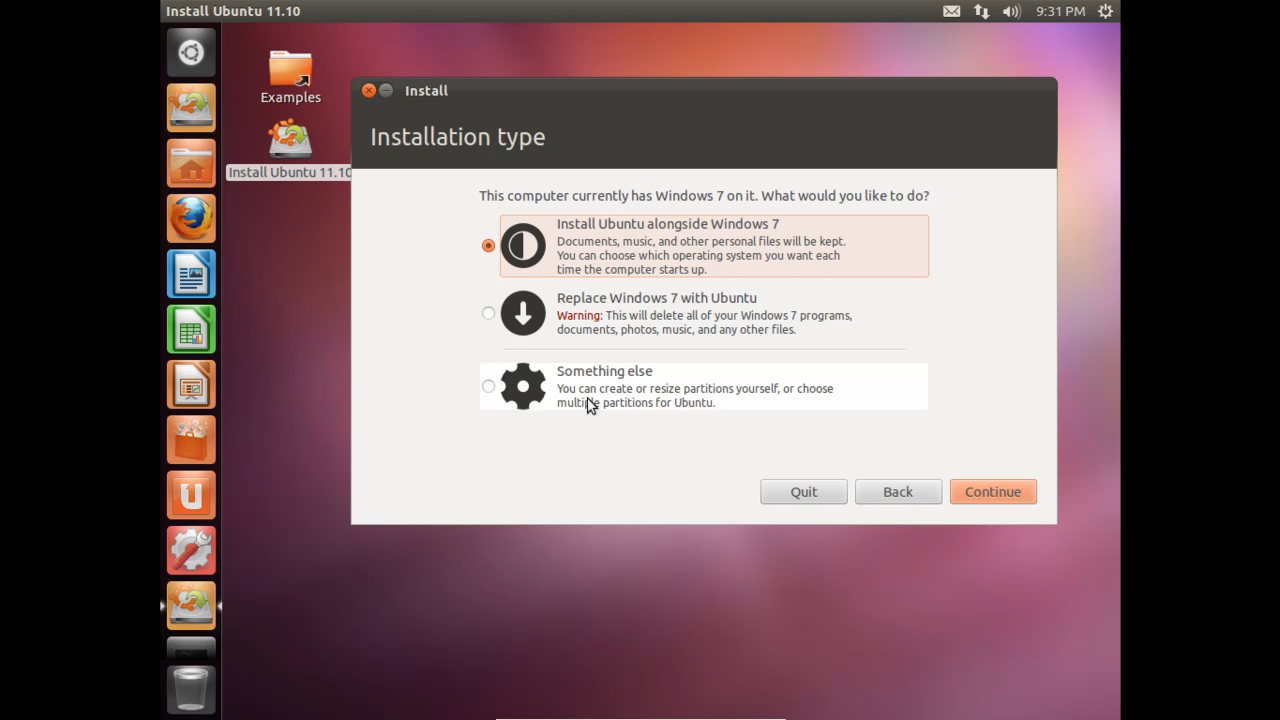 Install Ubuntu 11.10
9:31 PM
Examples
Install Ubuntu 11.10
Install
Installation type
This computer currently has Windows 7 on it. What would you like to do?
Install Ubuntu alongside Windows 7
Documents, music, and other personal files will be kept.
You can choose which operating system you want each
time the computer starts up.
Replace Windows 7 with Ubuntu
Warning: This will delete all of your Windows 7 programs,
documents, photos, music, and any other files.
Something else
You can create or resize partitions yourself, or choose
multiple partitions for Ubuntu.
Quit
Back
Continue